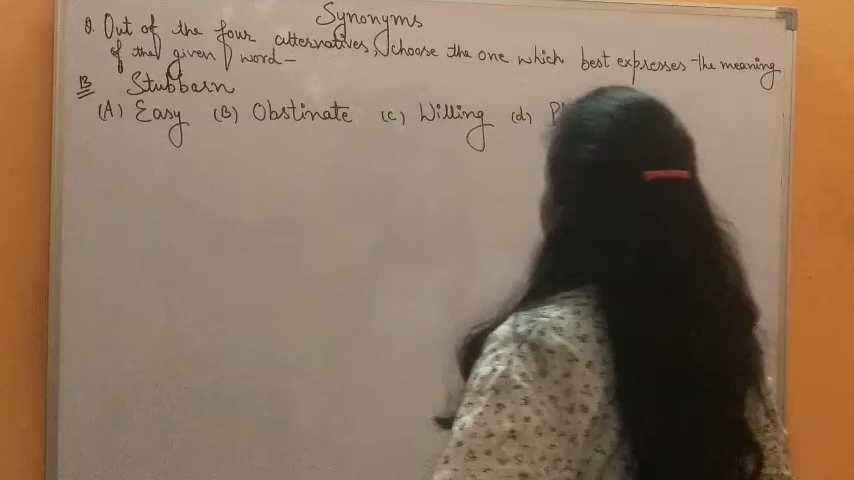 Synonyms
Q. Out of the four alternatives, choose the one which best expresses the meaning
of the given word-
B Stubborn
(A) Easy (B) Obstinate (c) Willing (d)